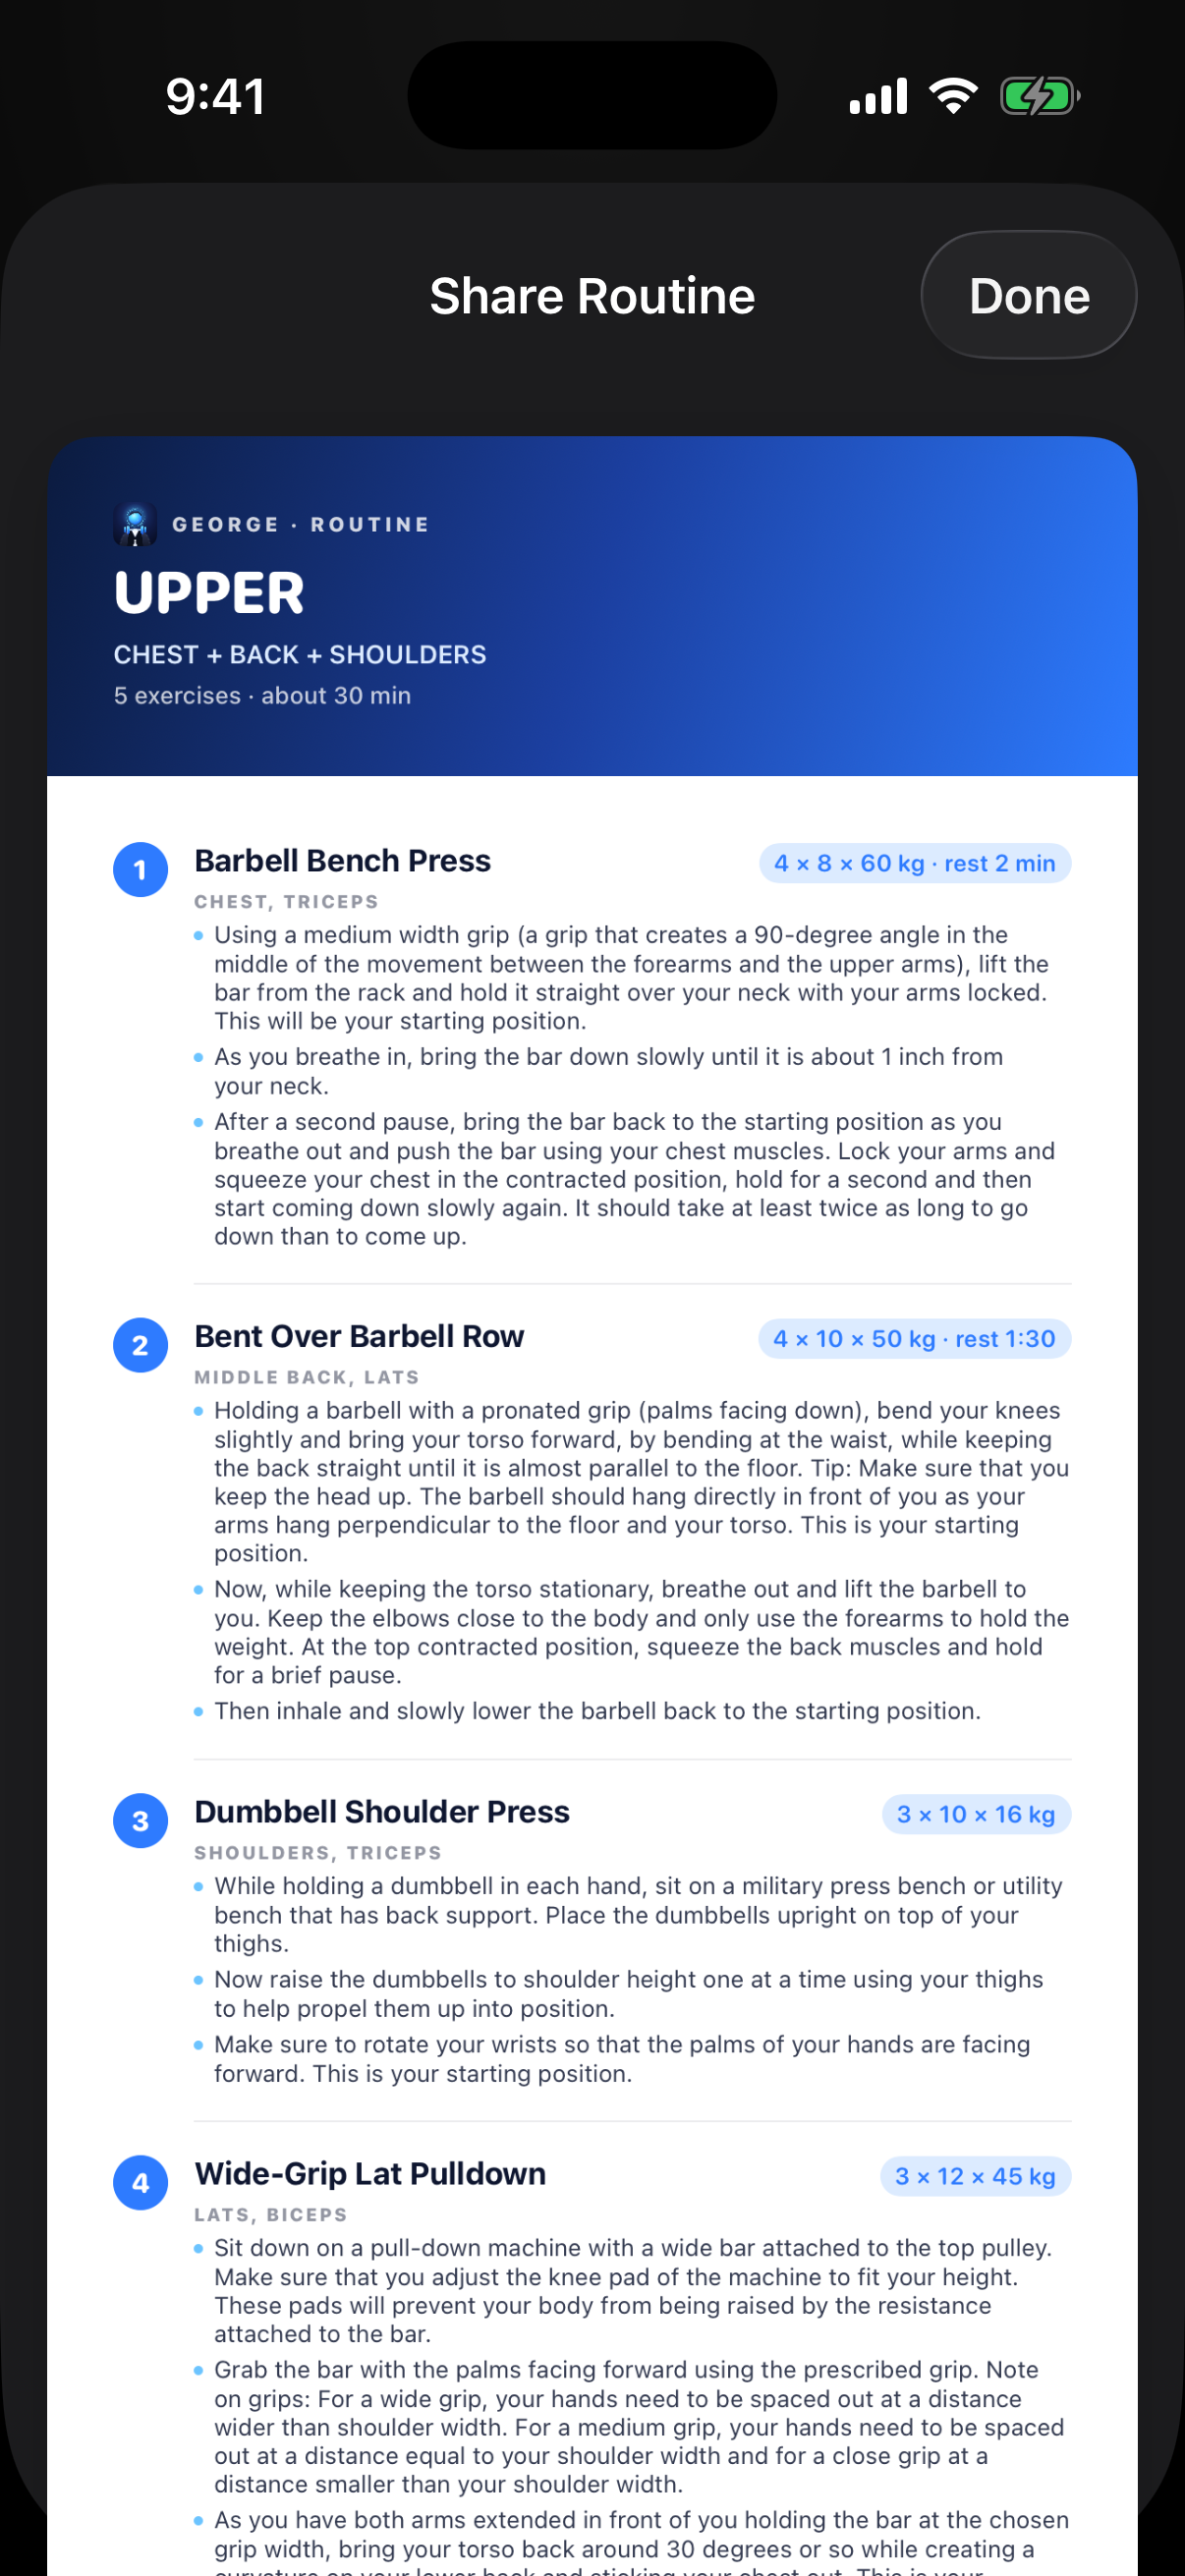 9:41
Share Routine
Done
GEORGE · ROUTINE
UPPER
CHEST + BACK + SHOULDERS
5 exercises · about 30 min
1
Barbell Bench Press
4 × 8 × 60 kg · rest 2 min
CHEST, TRICEPS
Using a medium width grip (a grip that creates a 90-degree angle in the
middle of the movement between the forearms and the upper arms), lift the
bar from the rack and hold it straight over your neck with your arms locked.
This will be your starting position.
As you breathe in, bring the bar down slowly until it is about 1 inch from
your neck.
After a second pause, bring the bar back to the starting position as you
breathe out and push the bar using your chest muscles. Lock your arms and
squeeze your chest in the contracted position, hold for a second and then
start coming down slowly again. It should take at least twice as long to go
down than to come up.
2
Bent Over Barbell Row
4 × 10 × 50 kg · rest 1:30
MIDDLE BACK, LATS
Holding a barbell with a pronated grip (palms facing down), bend your knees
slightly and bring your torso forward, by bending at the waist, while keeping
the back straight until it is almost parallel to the floor. Tip: Make sure that you
keep the head up. The barbell should hang directly in front of you as your
arms hang perpendicular to the floor and your torso. This is your starting
position.
Now, while keeping the torso stationary, breathe out and lift the barbell to
you. Keep the elbows close to the body and only use the forearms to hold the
weight. At the top contracted position, squeeze the back muscles and hold
for a brief pause.
Then inhale and slowly lower the barbell back to the starting position.
3
Dumbbell Shoulder Press
3 × 10 × 16 kg
SHOULDERS, TRICEPS
While holding a dumbbell in each hand, sit on a military press bench or utility
bench that has back support. Place the dumbbells upright on top of your
thighs.
Now raise the dumbbells to shoulder height one at a time using your thighs
to help propel them up into position.
Make sure to rotate your wrists so that the palms of your hands are facing
forward. This is your starting position.
4
Wide-Grip Lat Pulldown
3 × 12 × 45 kg
LATS, BICEPS
Sit down on a pull-down machine with a wide bar attached to the top pulley.
Make sure that you adjust the knee pad of the machine to fit your height.
These pads will prevent your body from being raised by the resistance
attached to the bar.
Grab the bar with the palms facing forward using the prescribed grip. Note
on grips: For a wide grip, your hands need to be spaced out at a distance
wider than shoulder width. For a medium grip, your hands need to be spaced
out at a distance equal to your shoulder width and for a close grip at a
distance smaller than your shoulder width.
As you have both arms extended in front of you holding the bar at the chosen
grip width, bring your torso back around 30 degrees or so while creating a
curvature on your lower back and sticking your chest out. This is your